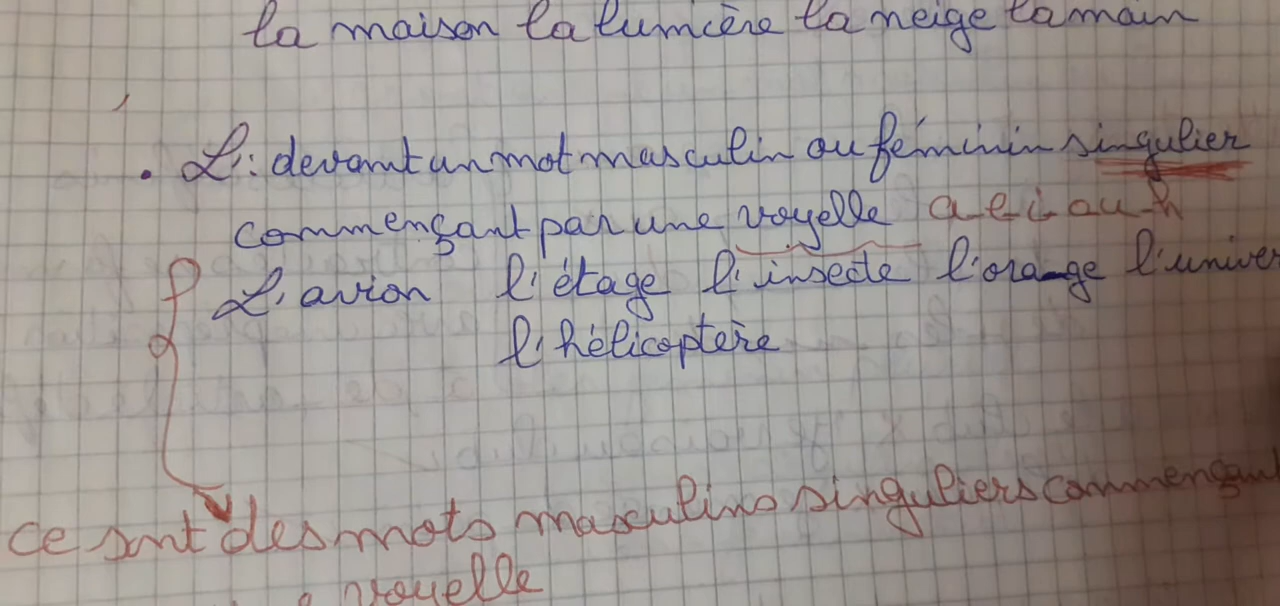 la maison la lumière la neige la main
. L': devant un mot masculin ou féminin singulier
commençant par une voyelle a e i o u h
L'avion l'étage l'insecte l'orange l'univer
l'hélicoptère
ce sont des mots masculins singuliers commençan
voyelle